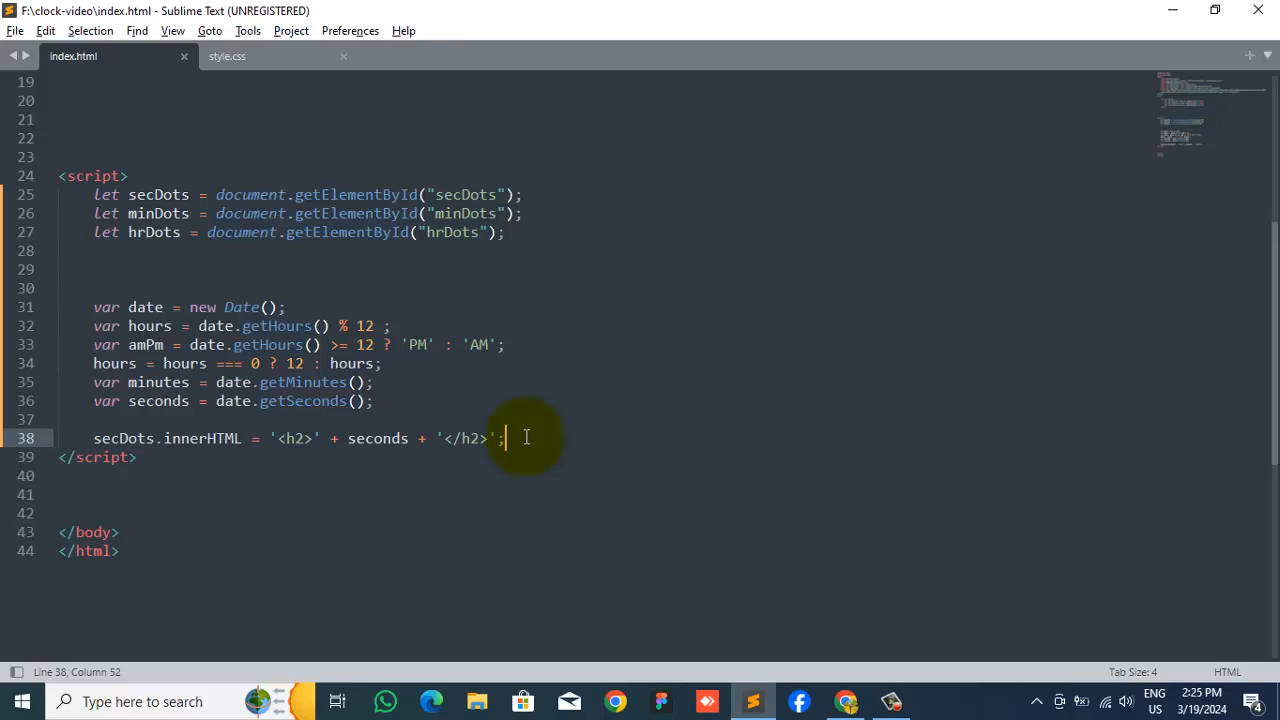 F:\clock-video\index.html - Sublime Text (UNREGISTERED)
File Edit Selection Find View Goto Tools Project Preferences Help
index.html style.css
19
20
21
22
23
24 <script>
25 let secDots = document.getElementById("secDots");
26 let minDots = document.getElementById("minDots");
27 let hrDots = document.getElementById("hrDots");
28
29
30
31 var date = new Date();
32 var hours = date.getHours() % 12 ;
33 var amPm = date.getHours() >= 12 ? 'PM' : 'AM';
34 hours = hours === 0 ? 12 : hours;
35 var minutes = date.getMinutes();
36 var seconds = date.getSeconds();
37
38 secDots.innerHTML = '<h2>' + seconds + '</h2>';
39 </script>
40
41
42
43 </body>
44 </html>
Line 38, Column 52 Tab Size: 4 HTML
Type here to search
ENG
US
2:25 PM
3/19/2024
4